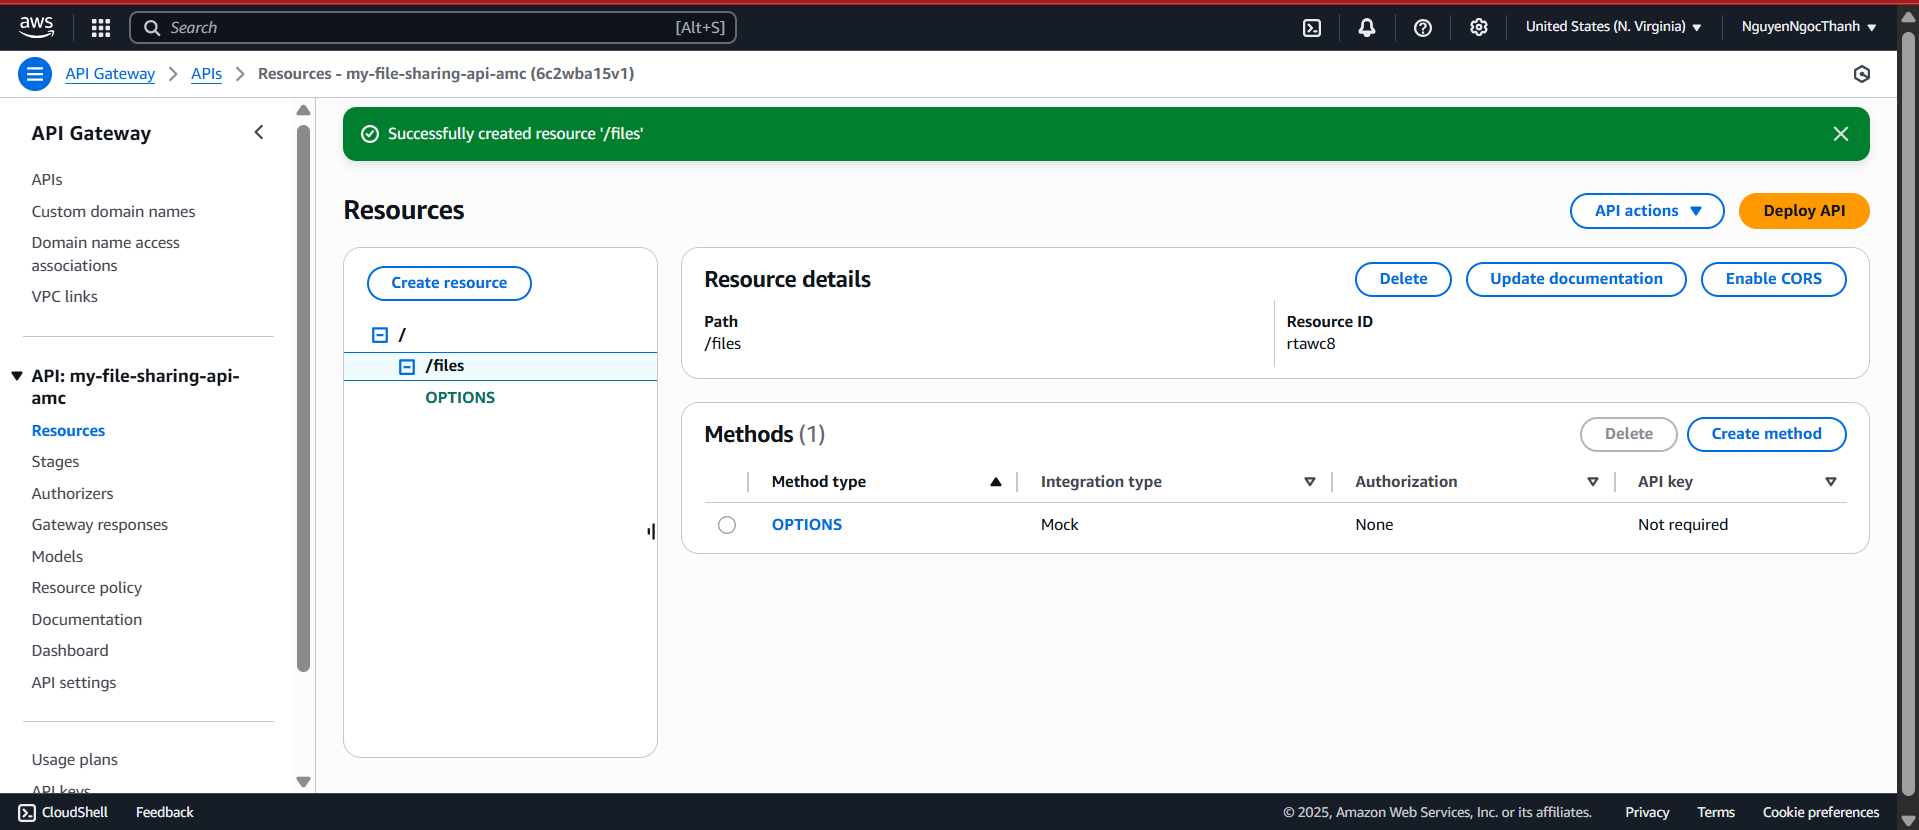 aws
Search [Alt+S]
United States (N. Virginia)
NguyenNgocThanh
API Gateway
APIs
Resources - my-file-sharing-api-amc (6c2wba15v1)
API Gateway
APIs
Custom domain names
Domain name access
associations
VPC links
API: my-file-sharing-api-
amc
Resources
Stages
Authorizers
Gateway responses
Models
Resource policy
Documentation
Dashboard
API settings
Usage plans
API keys
Successfully created resource '/files'
Resources
API actions
Deploy API
Create resource
/
/files
OPTIONS
Resource details
Delete
Update documentation
Enable CORS
Path
/files
Resource ID
rtawc8
Methods (1)
Delete
Create method
Method type
Integration type
Authorization
API key
OPTIONS
Mock
None
Not required
CloudShell
Feedback
© 2025, Amazon Web Services, Inc. or its affiliates.
Privacy
Terms
Cookie preferences